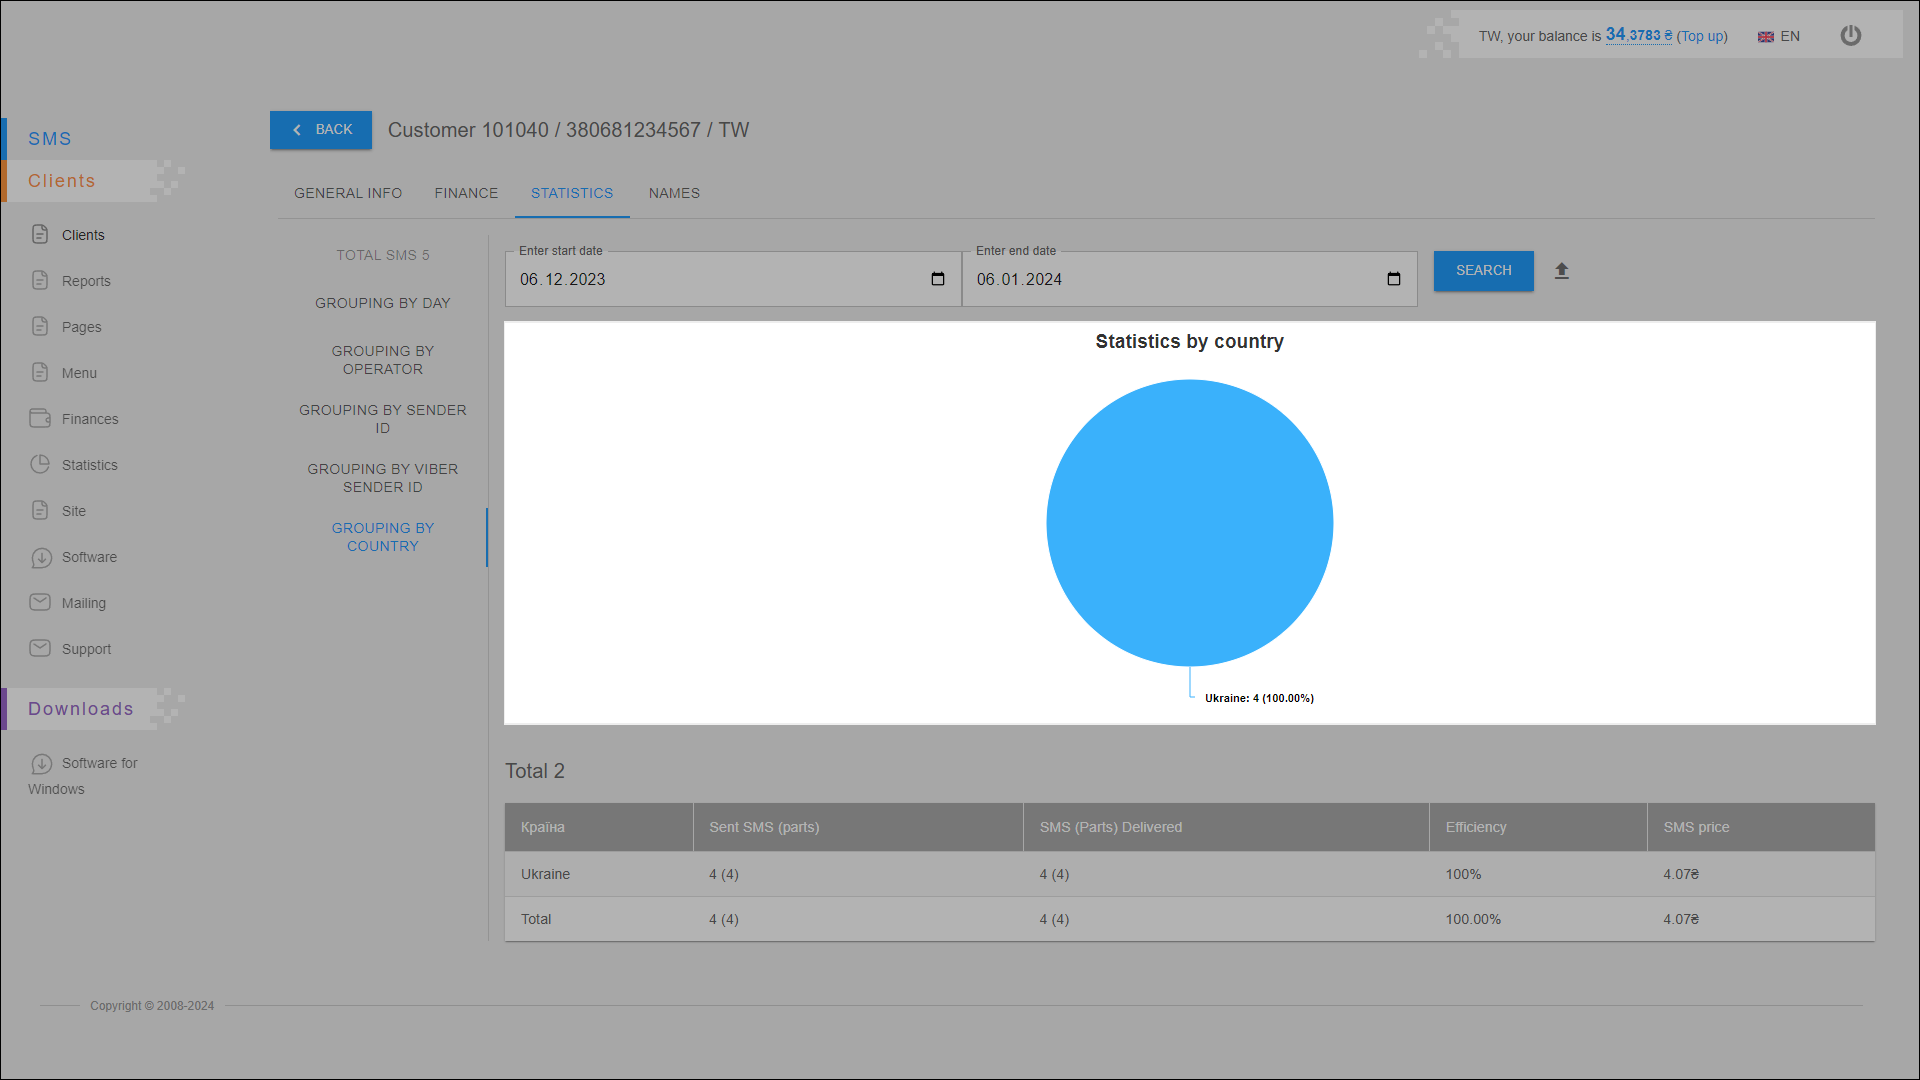 TW, your balance is 34.3783 ₴ (Top up)
EN
BACK
Customer 101040 / 380681234567 / TW
SMS
Clients
Clients
Reports
Pages
Menu
Finances
Statistics
Site
Software
Mailing
Support
Downloads
Software for
Windows
GENERAL INFO
FINANCE
STATISTICS
NAMES
TOTAL SMS 5
GROUPING BY DAY
GROUPING BY
OPERATOR
GROUPING BY SENDER
ID
GROUPING BY VIBER
SENDER ID
GROUPING BY
COUNTRY
Enter start date
06.12.2023
Enter end date
06.01.2024
SEARCH
Statistics by country
Ukraine: 4 (100.00%)
Total 2
Країна Sent SMS (parts) SMS (Parts) Delivered Efficiency SMS price
Ukraine 4 (4) 4 (4) 100% 4.07₴
Total 4 (4) 4 (4) 100.00% 4.07₴
Copyright © 2008-2024